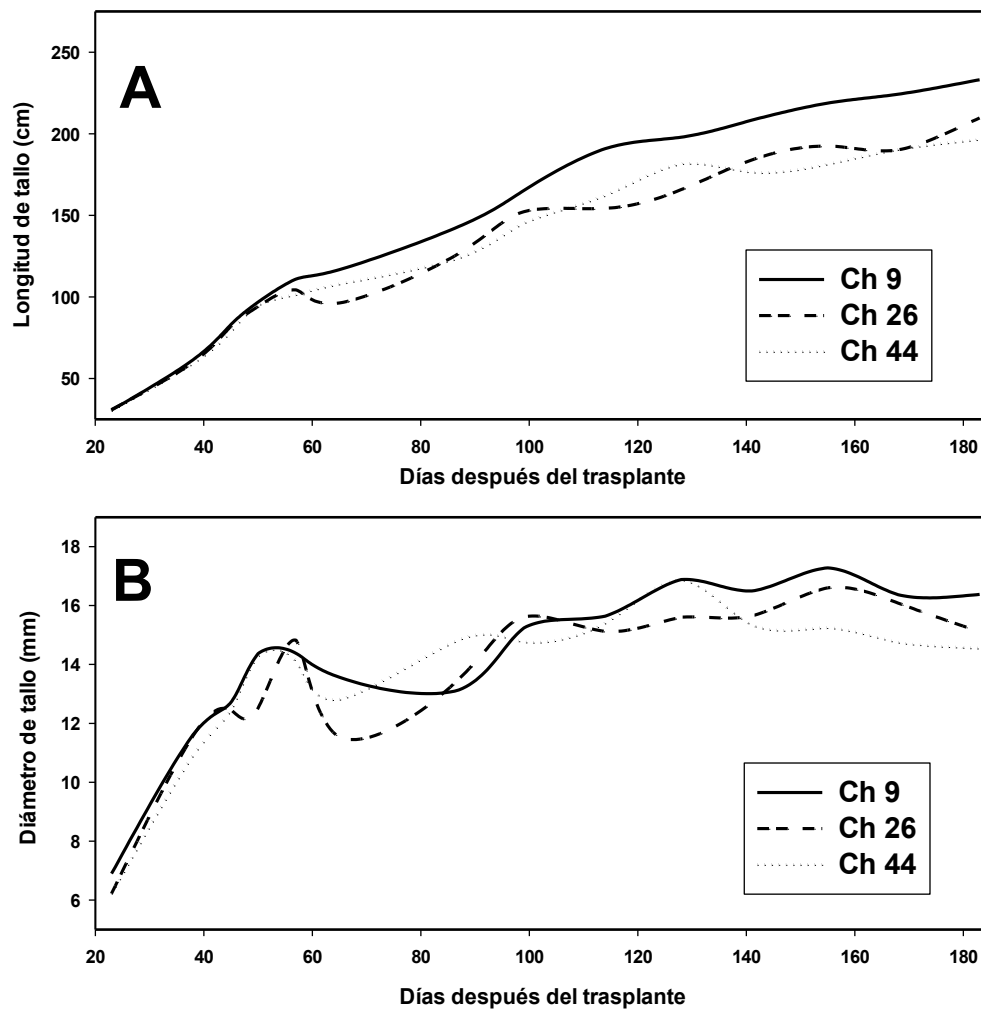 A
Longitud de tallo (cm)
250
200
150
100
50
Ch 9
Ch 26
Ch 44
20 40 60 80 100 120 140 160 180
Días después del trasplante
B
Diámetro de tallo (mm)
18
16
14
12
10
8
6
Ch 9
Ch 26
Ch 44
20 40 60 80 100 120 140 160 180
Días después del trasplante